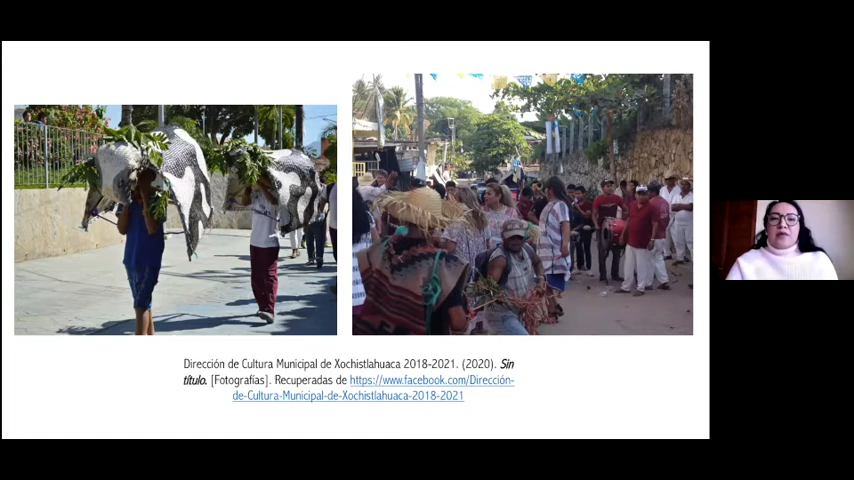 Dirección de Cultura Municipal de Xochistlahuaca 2018-2021. (2020). Sin
título. [Fotografías]. Recuperadas de https://www.facebook.com/Dirección-
de-Cultura-Municipal-de-Xochistlahuaca-2018-2021